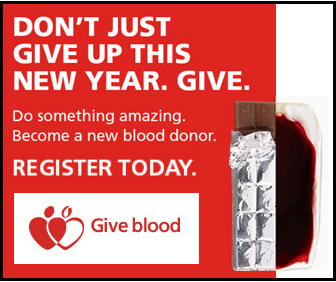 DON'T JUST
GIVE UP THIS
NEW YEAR. GIVE.
Do something amazing.
Become a new blood donor.
REGISTER TODAY.
Give blood